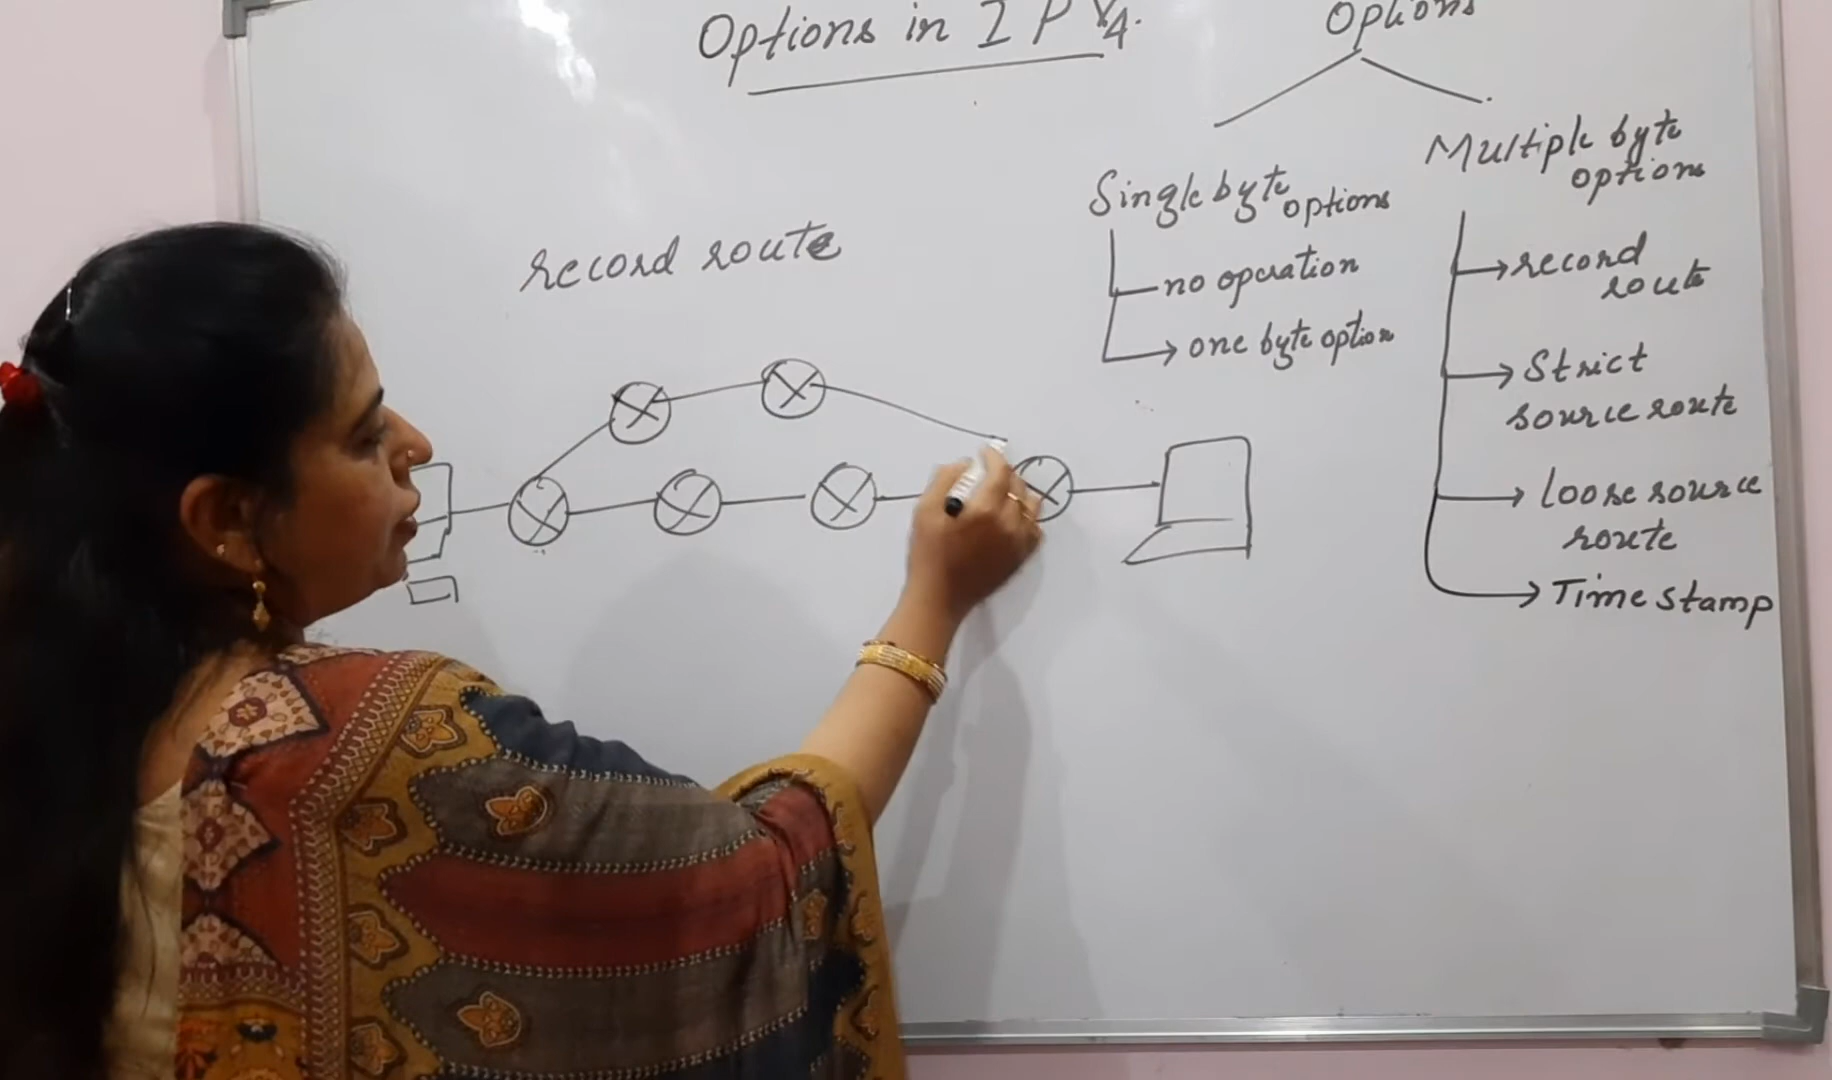 Options in IPV4.
Options
Single byte options
no operation
one byte option
Multiple byte
options
record
route
Strict
source route
loose source
route
Time stamp
record route